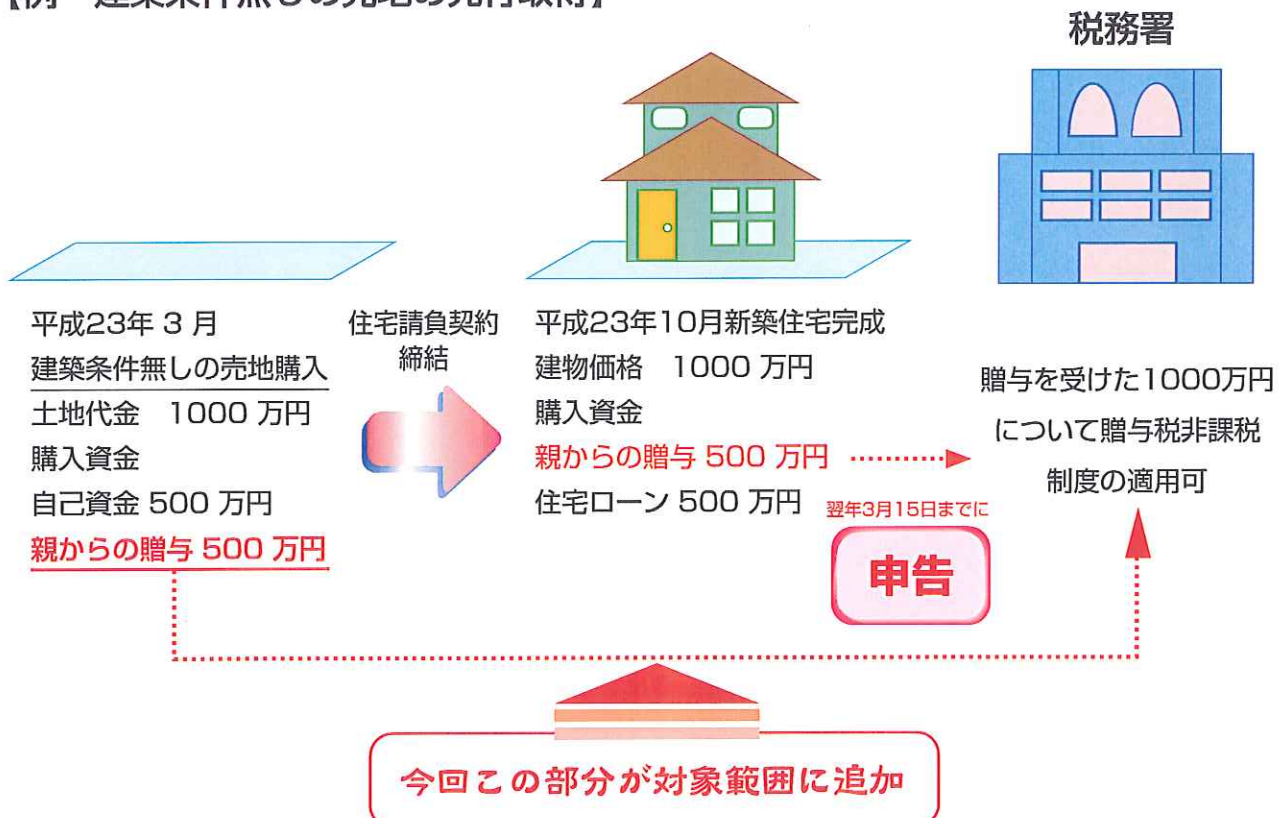 税務署
平成23年 3 月
建築条件無しの売地購入
土地代金 1000 万円
購入資金
自己資金 500 万円
親からの贈与 500 万円
住宅請負契約
締結
平成23年10月新築住宅完成
建物価格 1000 万円
購入資金
親からの贈与 500 万円
住宅ローン 500 万円
翌年3月15日までに
申告
贈与を受けた1000万円
について贈与税非課税
制度の適用可
今回この部分が対象範囲に追加